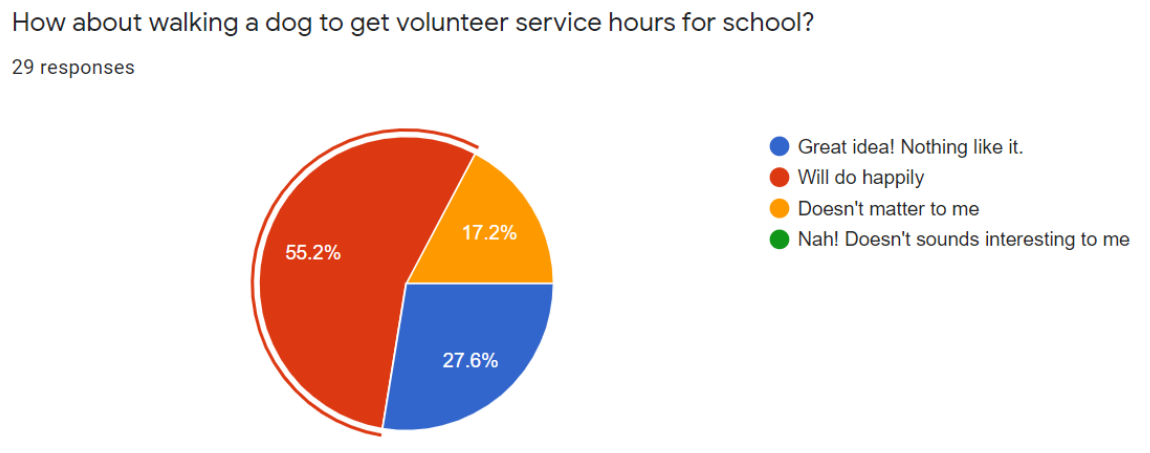 How about walking a dog to get volunteer service hours for school?
29 responses
Great idea! Nothing like it.
Will do happily
Doesn't matter to me
Nah! Doesn't sounds interesting to me
17.2%
55.2%
27.6%